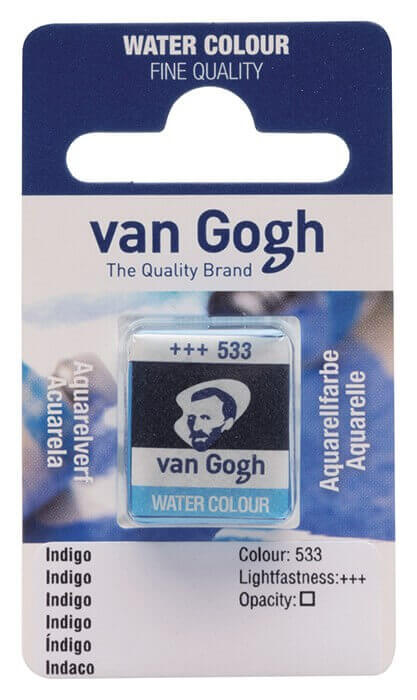 WATER COLOUR
FINE QUALITY
van Gogh
The Quality Brand
Aquarelverf
Acuarela
+++ 533
van Gogh
WATER COLOUR
Aquarellfarbe
Aquarelle
Indigo
Indigo
Indigo
Indigo
Índigo
Indaco
Colour: 533
Lightfastness:+++
Opacity: □